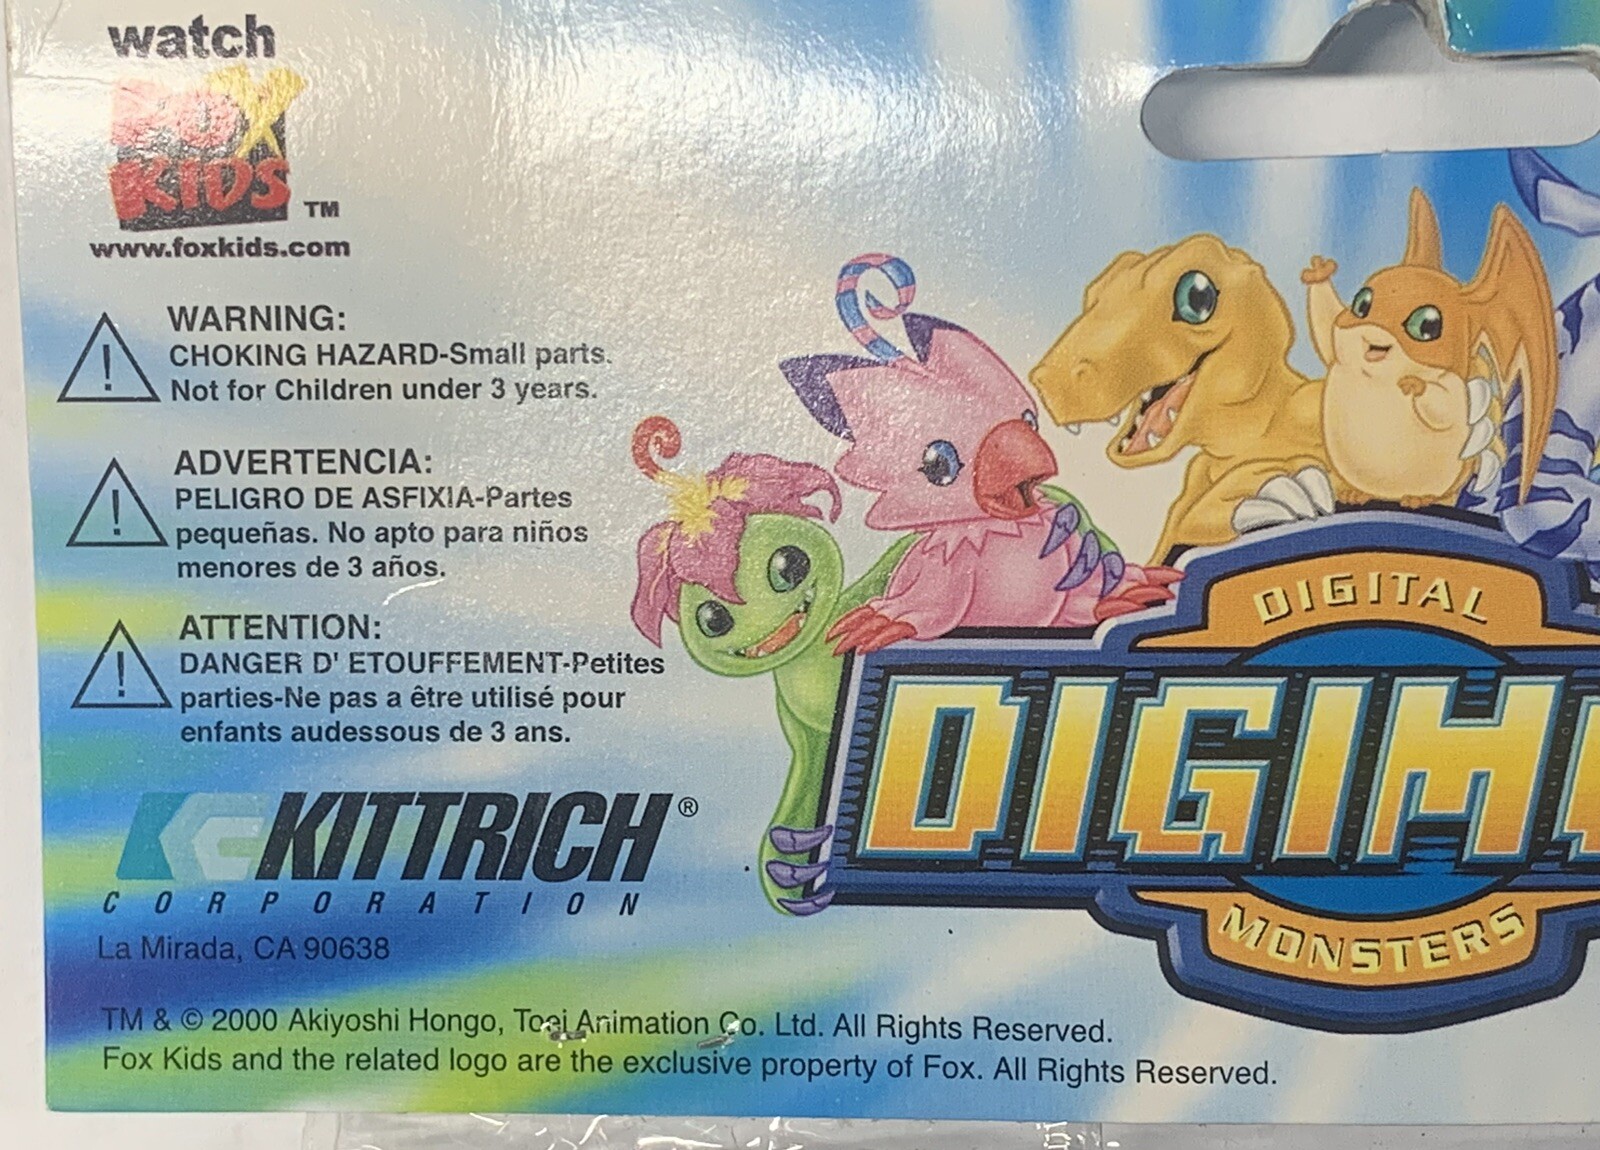 watch
FOX
KIDS TM
www.foxkids.com
WARNING:
CHOKING HAZARD-Small parts.
Not for Children under 3 years.
ADVERTENCIA:
PELIGRO DE ASFIXIA-Partes
pequeñas. No apto para niños
menores de 3 años.
ATTENTION:
DANGER D' ETOUFFEMENT-Petites
parties-Ne pas a être utilisé pour
enfants audessous de 3 ans.
KITTRICH®
CORPORATION
La Mirada, CA 90638
DIGITAL
DIGIM
MONSTERS
TM & © 2000 Akiyoshi Hongo, Toei Animation Co. Ltd. All Rights Reserved.
Fox Kids and the related logo are the exclusive property of Fox. All Rights Reserved.